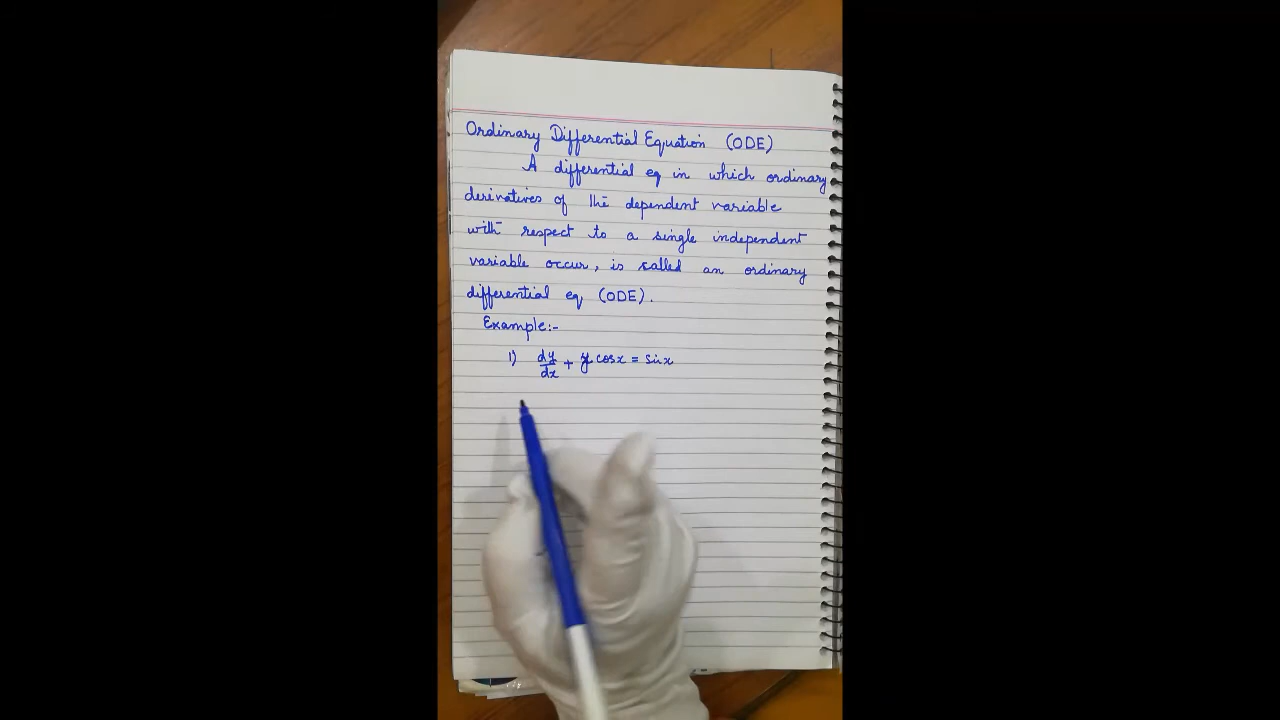 Ordinary Differential Equation (ODE)
A differential eq in which ordinary
derivatives of the dependent variable
with respect to a single independent
variable occur, is called an ordinary
differential eq (ODE).
Example:-
1) dy/dx + y cosx = sinx